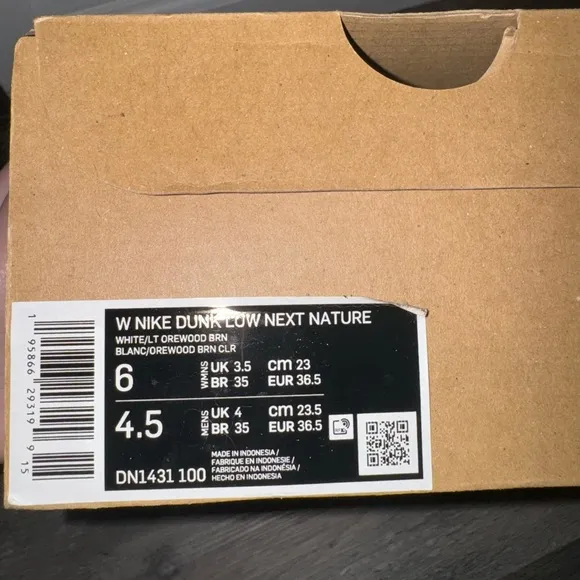 W NIKE DUNK LOW NEXT NATURE
WHITE/LT OREWOOD BRN
BLANC/OREWOOD BRN CLR
6 WMNS UK 3.5 CM 23
BR 35 EUR 36.5
4.5 MENS UK 4 CM 23.5
BR 35 EUR 36.5
DN1431 100
MADE IN INDONESIA/
FABRIQUE EN INDONESIE/
FABRICADO NA INDONÉSIA/
HECHO EN INDONESIA
1 95866 29319 9 15